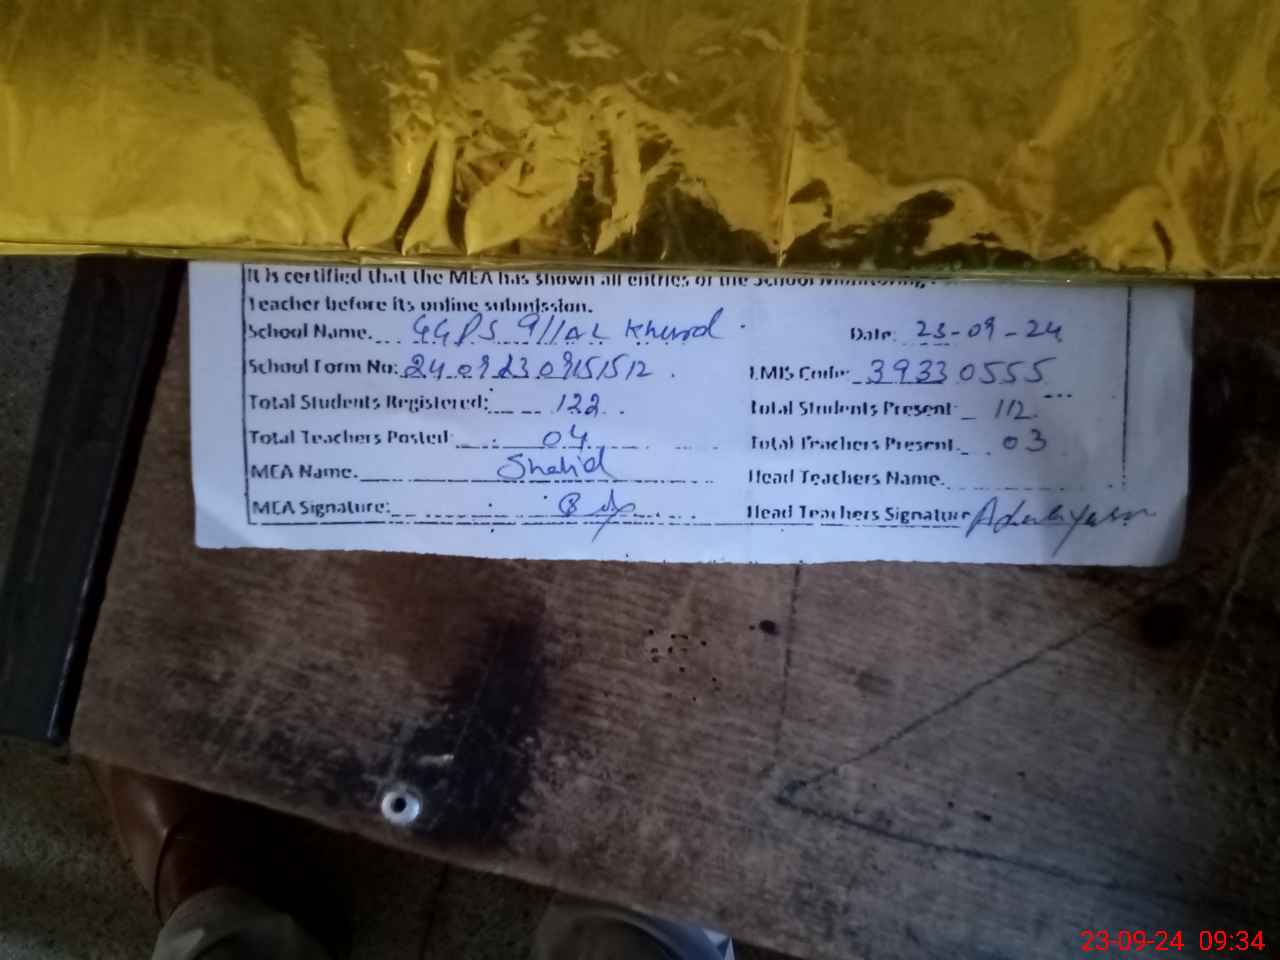 It is certified that the MEA has shown all entries of the School Monitoring
Teacher before its online submission.
School Name. GGPS 9/1AL Khurd Date: 23-09-24
School Form No: 24092309151512 EMIS Code: 39330555
Total Students Registered: 122 Total Students Present: 112
Total Teachers Posted: 04 Total Teachers Present. 03
MEA Name. Shahid Head Teachers Name.
MEA Signature: Head Teachers Signature
23-09-24 09:34